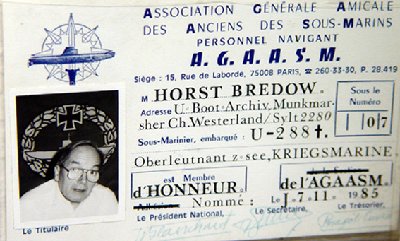 ASSOCIATION GÉNÉRALE AMICALE
DES ANCIENS DES SOUS-MARINS
PERSONNEL NAVIGANT
A.G.A.A.S.M.
Siège : 15, Rue de Laborde, 75008 PARIS, ☎ 260-33-30, P. 28.419
M HORST BREDOW
Sous le
Numéro
Adresse U-Boot-Archiv, Munkmar-
sher Ch. Westerland/Sylt 2280
107
Sous-Marinier, embarqué : U-288†.
Oberleutnant z.see, KRIEGSMARINE
est Membre
d'HONNEUR Nommé : de l'AGAASM
Le J-7-11-1985
Le Président National, Le Secrétaire, Le Trésorier,
Le Titulaire